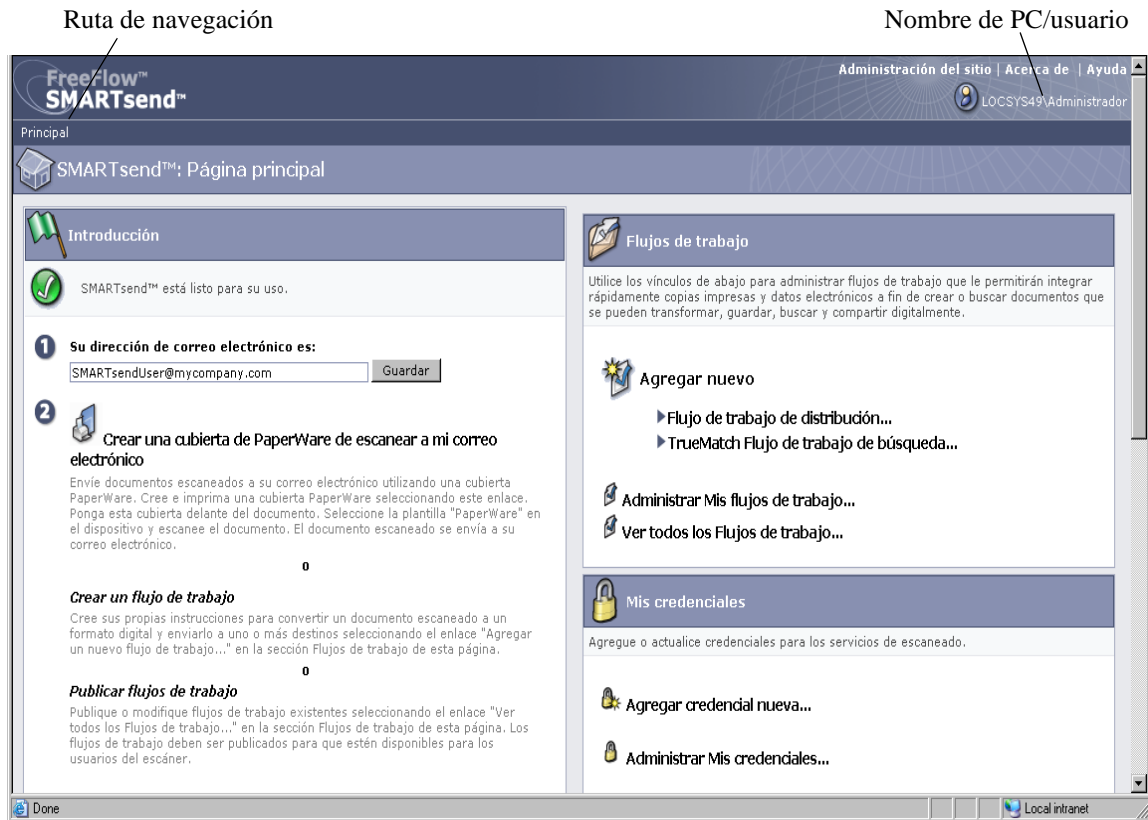 Ruta de navegación
Nombre de PC/usuario
FreeFlow™
SMARTsend™
Administración del sitio | Acerca de | Ayuda
LOCSYS49\Administrador
Principal
SMARTsend™: Página principal
Introducción
SMARTsend™ está listo para su uso.
1 Su dirección de correo electrónico es:
SMARTsendUser@mycompany.com Guardar
2 Crear una cubierta de PaperWare de escanear a mi correo
electrónico
Envíe documentos escaneados a su correo electrónico utilizando una cubierta
PaperWare. Cree e imprima una cubierta PaperWare seleccionando este enlace.
Ponga esta cubierta delante del documento. Seleccione la plantilla "PaperWare" en
el dispositivo y escanee el documento. El documento escaneado se envía a su
correo electrónico.
O
Crear un flujo de trabajo
Cree sus propias instrucciones para convertir un documento escaneado a un
formato digital y enviarlo a uno o más destinos seleccionando el enlace "Agregar
un nuevo flujo de trabajo..." en la sección Flujos de trabajo de esta página.
O
Publicar flujos de trabajo
Publique o modifique flujos de trabajo existentes seleccionando el enlace "Ver
todos los Flujos de trabajo..." en la sección Flujos de trabajo de esta página. Los
flujos de trabajo deben ser publicados para que estén disponibles para los
usuarios del escáner.
Flujos de trabajo
Utilice los vínculos de abajo para administrar flujos de trabajo que le permitirán integrar
rápidamente copias impresas y datos electrónicos a fin de crear o buscar documentos que
se pueden transformar, guardar, buscar y compartir digitalmente.
Agregar nuevo
Flujo de trabajo de distribución...
TrueMatch Flujo de trabajo de búsqueda...
Administrar Mis flujos de trabajo...
Ver todos los Flujos de trabajo...
Mis credenciales
Agregue o actualice credenciales para los servicios de escaneado.
Agregar credencial nueva...
Administrar Mis credenciales...
Done
Local intranet